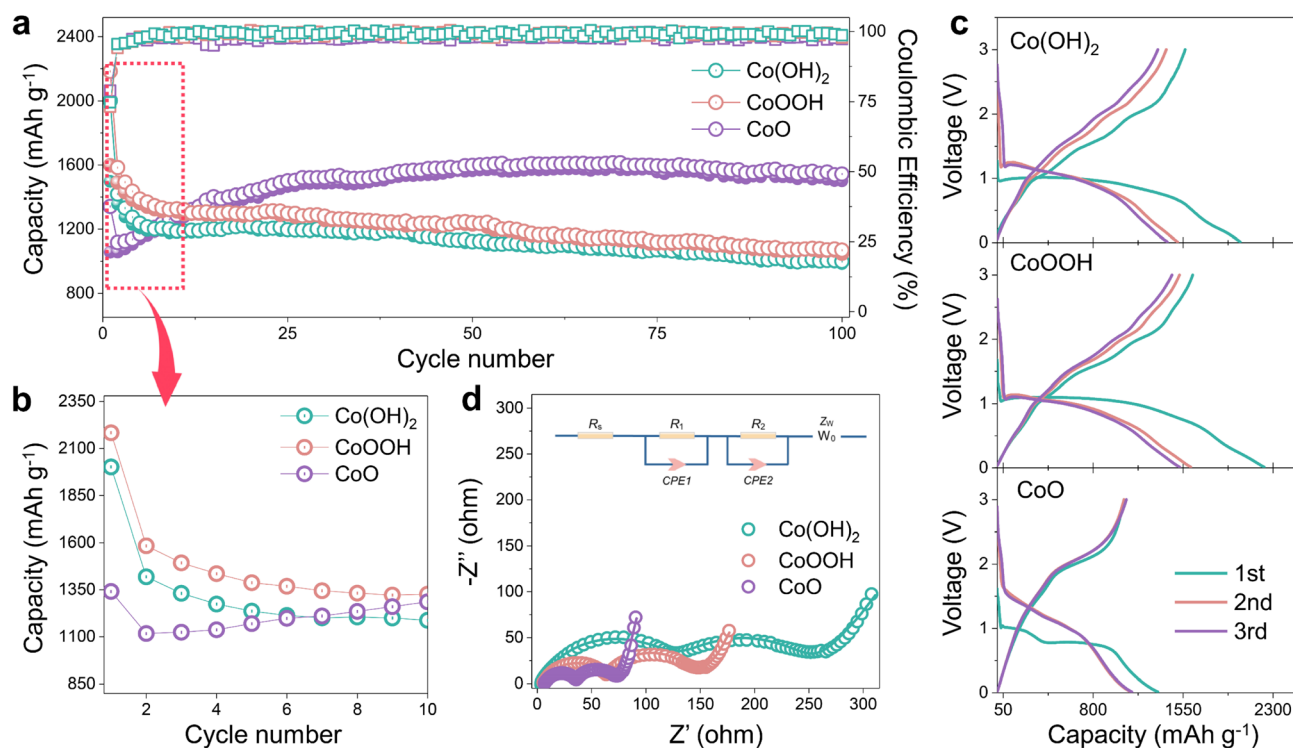 a
2400
2000
1600
1200
800
Capacity (mAh g⁻¹)
0
25
50
75
100
Cycle number
100
75
50
25
0
Coulombic Efficiency (%)
Co(OH)₂
CoOOH
CoO
b
2350
2100
1850
1600
1350
1100
850
Capacity (mAh g⁻¹)
2
4
6
8
10
Cycle number
Co(OH)₂
CoOOH
CoO
c
Co(OH)₂
3
2
1
0
Voltage (V)
CoOOH
3
2
1
0
Voltage (V)
CoO
3
2
1
0
Voltage (V)
1st
2nd
3rd
50
800
1550
2300
Capacity (mAh g⁻¹)
d
300
250
200
150
100
50
0
-Z'' (ohm)
Rs
R₁
R₂
Zw
W₀
CPE1
CPE2
Co(OH)₂
CoOOH
CoO
0
50
100
150
200
250
300
Z' (ohm)